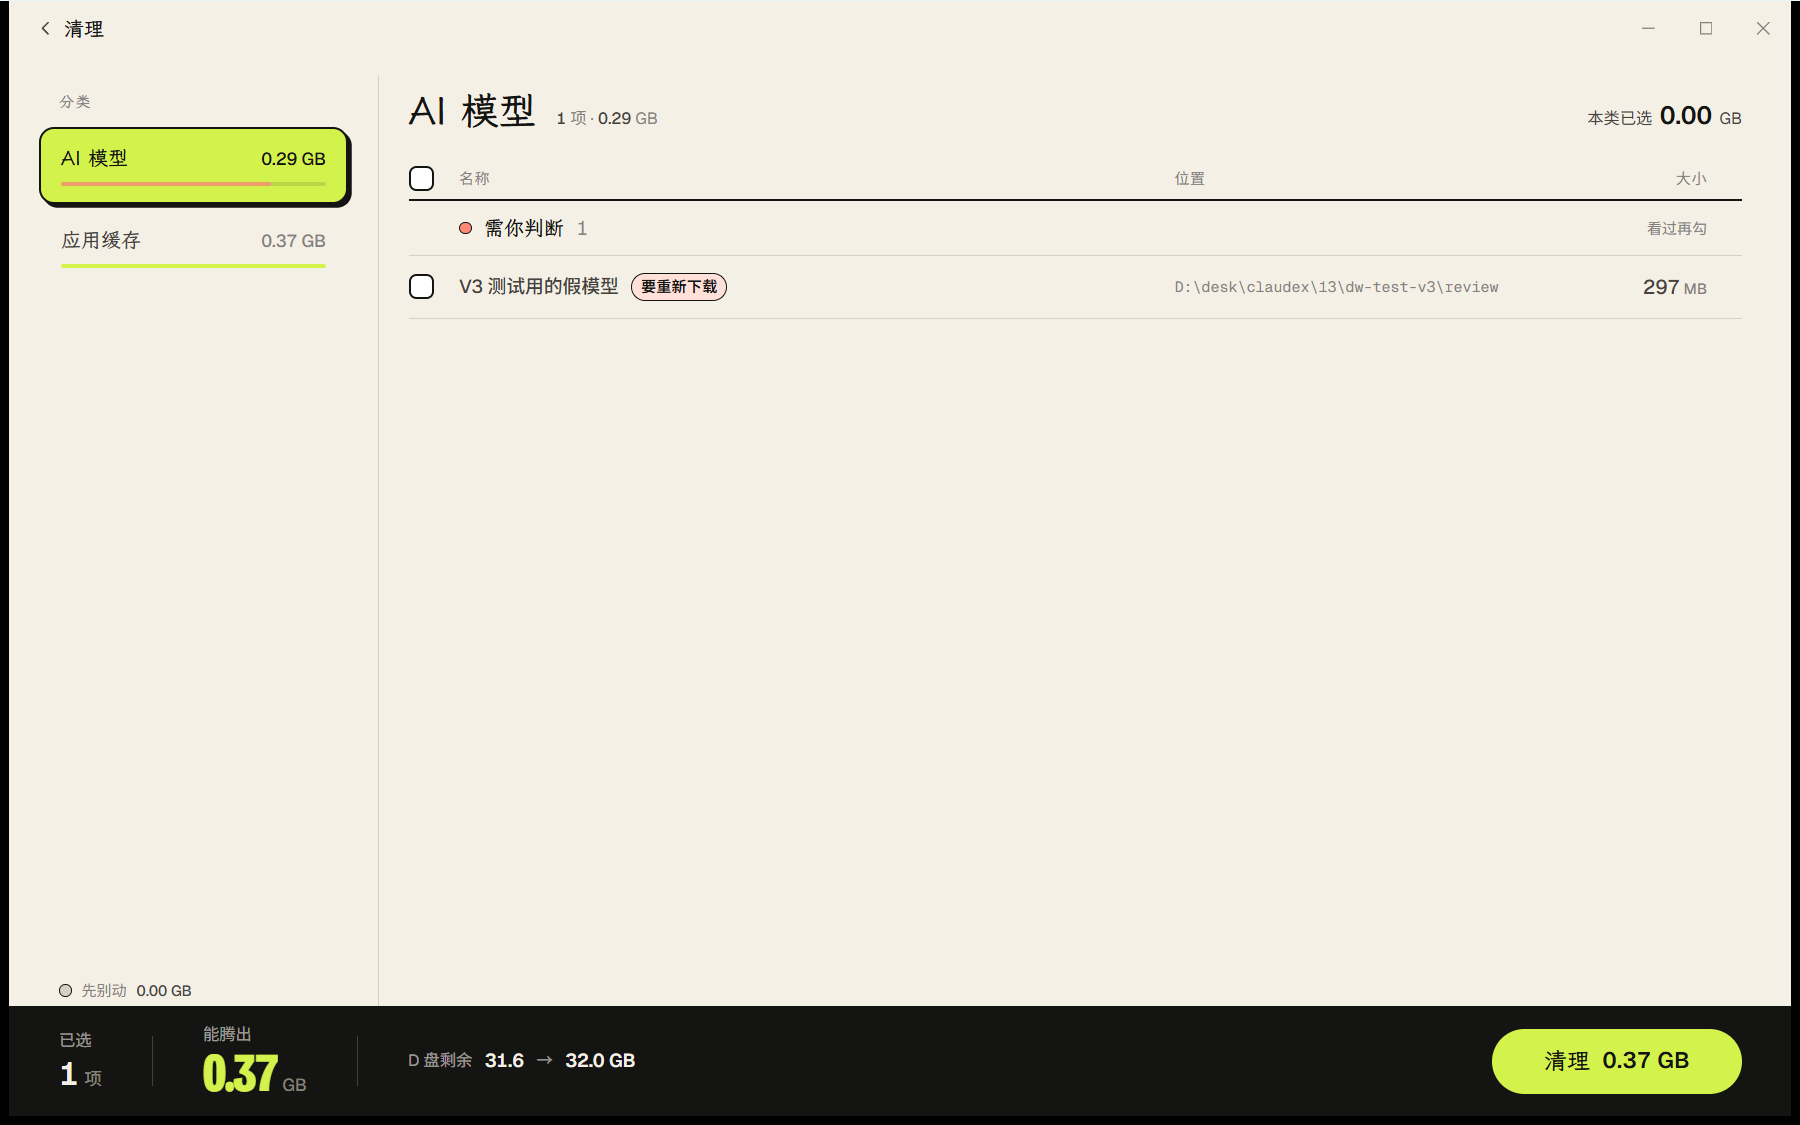 清理
分类
AI 模型 0.29 GB
应用缓存 0.37 GB
先别动 0.00 GB
AI 模型 1 项 · 0.29 GB
本类已选 0.00 GB
名称 位置 大小
需你判断 1 看过再勾
V3 测试用的假模型 要重新下载 D:\desk\claudex\13\dw-test-v3\review 297 MB
已选
1 项
能腾出
0.37 GB
D 盘剩余 31.6 → 32.0 GB
清理 0.37 GB